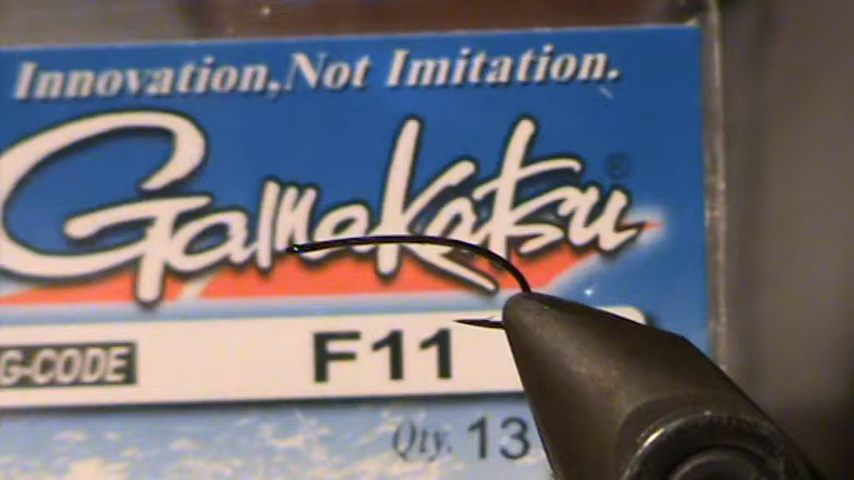 Innovation,Not Imitation.
Gamakatsu®
G-CODE F11
Qty. 13